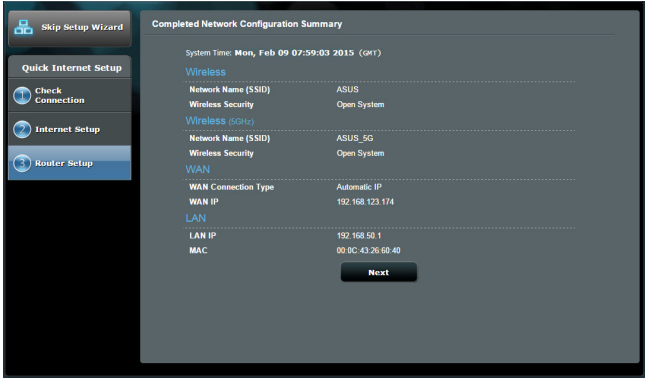 Skip Setup Wizard
Quick Internet Setup
1 Check
Connection
2 Internet Setup
3 Router Setup
Completed Network Configuration Summary
System Time: Mon, Feb 09 07:59:03 2015 (GMT)
Wireless
Network Name (SSID) ASUS
Wireless Security Open System
Wireless (5GHz)
Network Name (SSID) ASUS_5G
Wireless Security Open System
WAN
WAN Connection Type Automatic IP
WAN IP 192.168.123.174
LAN
LAN IP 192.168.50.1
MAC 00:0C:43:26:60:40
Next